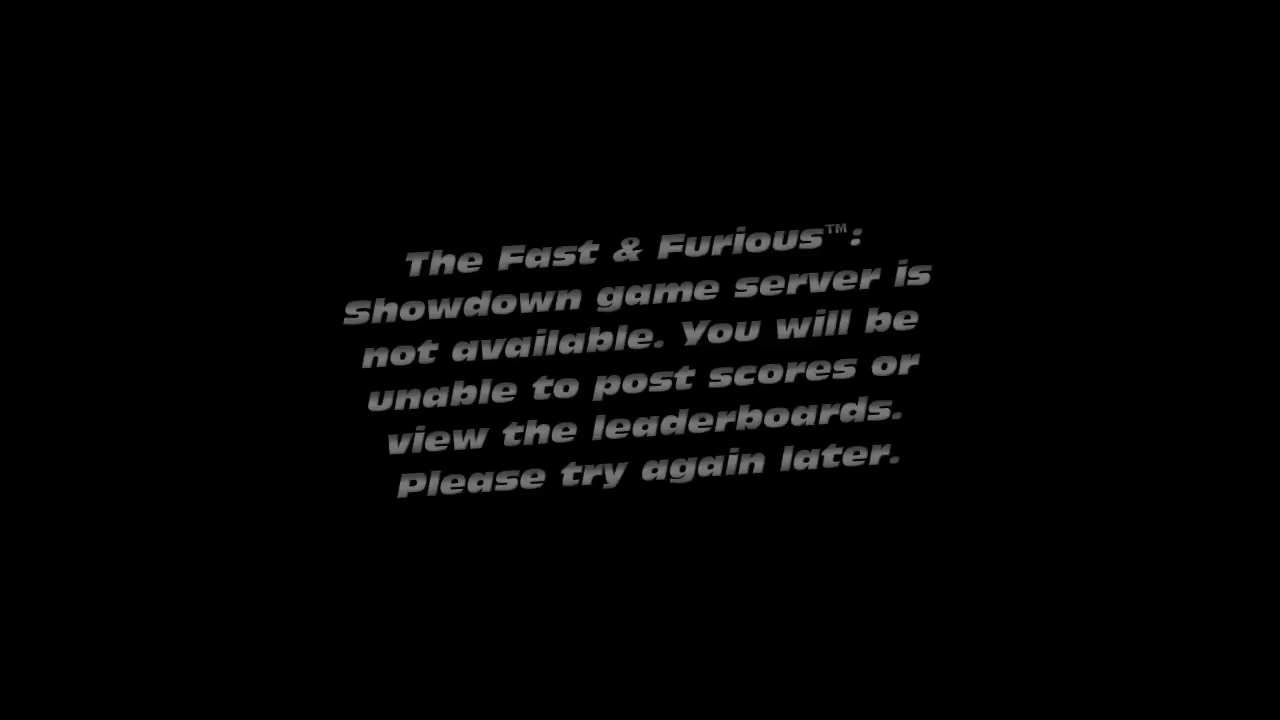 The Fast & Furious™:
Showdown game server is
not available. You will be
unable to post scores or
view the leaderboards.
Please try again later.